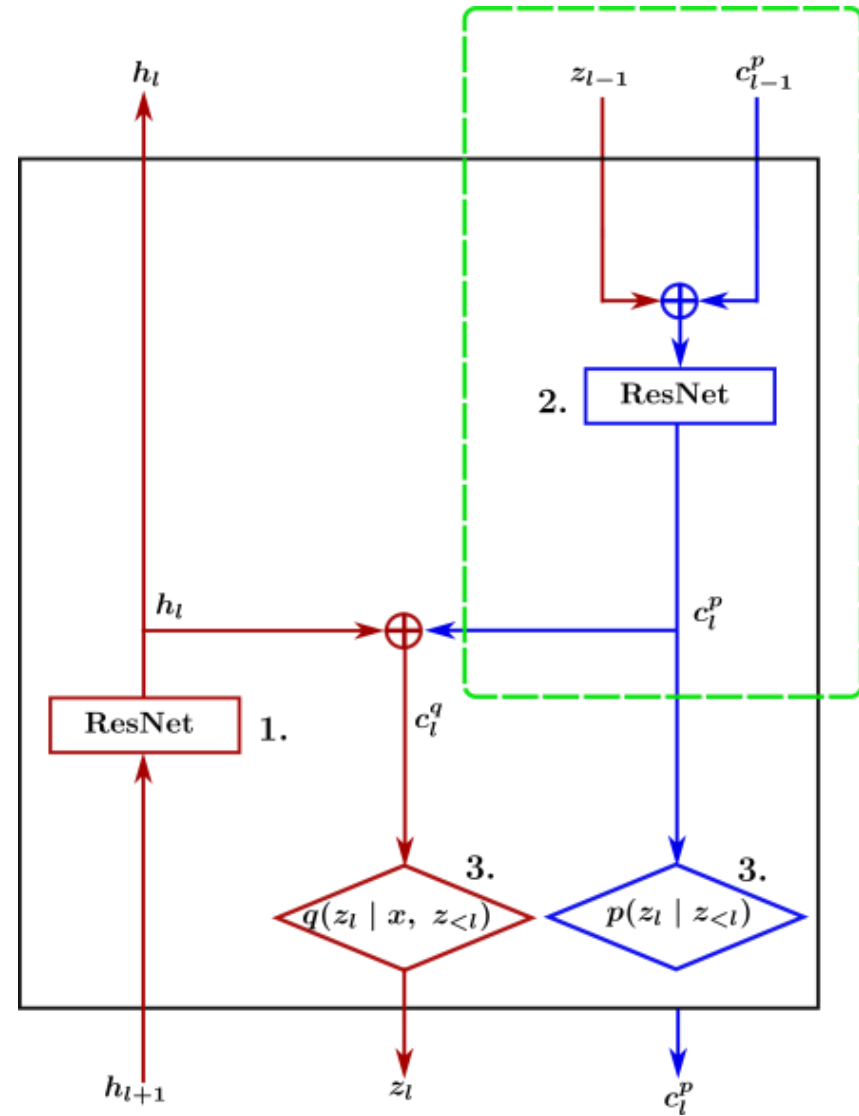 h_l
z_{l-1}
c^p_{l-1}
2.
ResNet
h_l
c^p_l
ResNet
1.
c^q_l
3.
3.
q(z_l | x, z_{<l})
p(z_l | z_{<l})
h_{l+1}
z_l
c^p_l